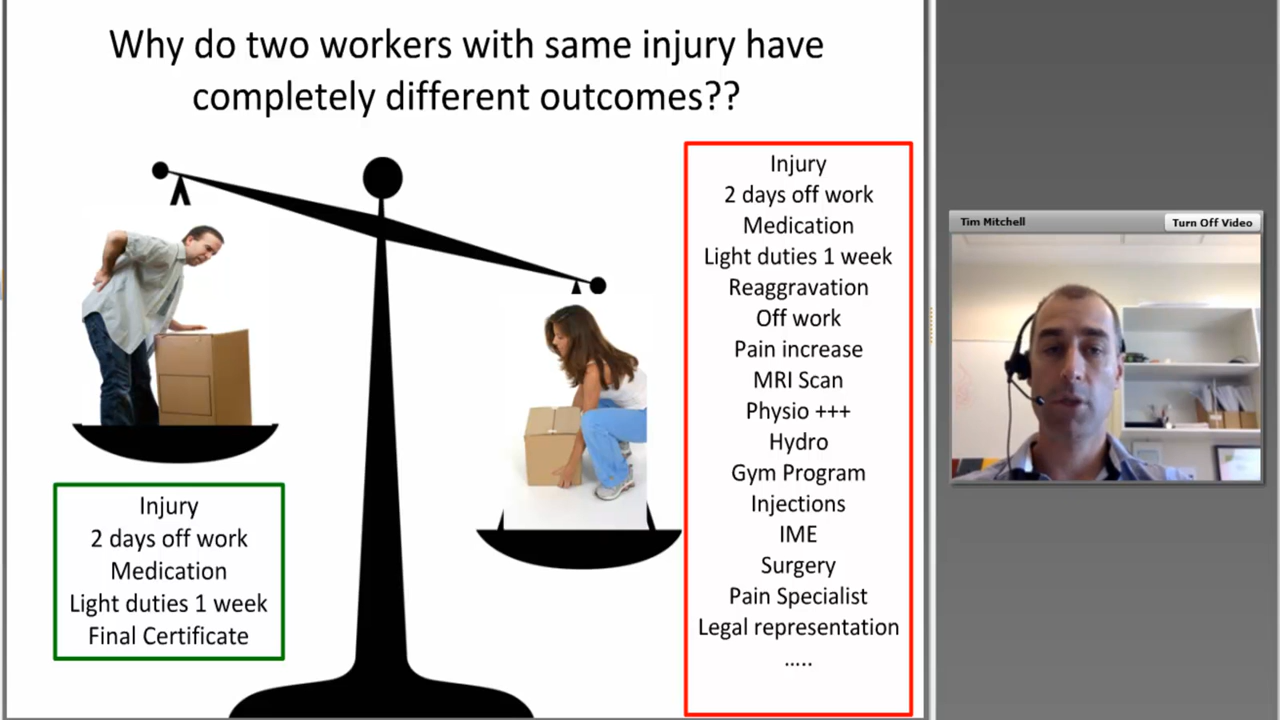 Why do two workers with same injury have
completely different outcomes??
Injury
2 days off work
Medication
Light duties 1 week
Final Certificate
Injury
2 days off work
Medication
Light duties 1 week
Reaggravation
Off work
Pain increase
MRI Scan
Physio +++
Hydro
Gym Program
Injections
IME
Surgery
Pain Specialist
Legal representation
.....
Tim Mitchell
Turn Off Video